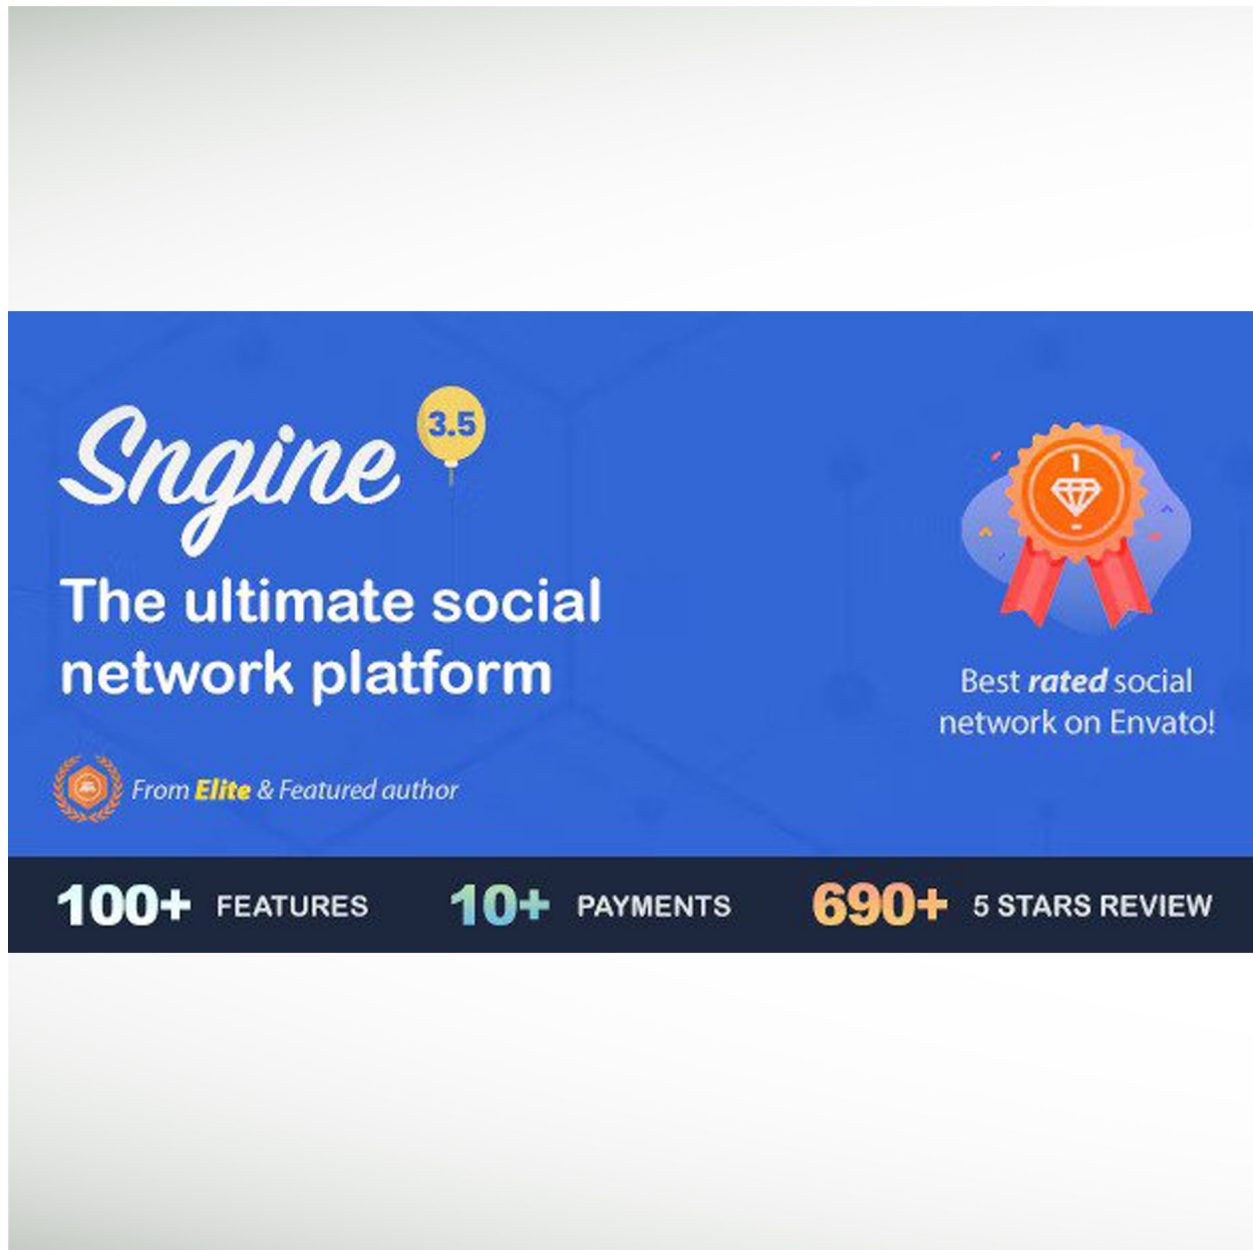 Sngine
3.5
The ultimate social
network platform
From Elite & Featured author
1
Best rated social
network on Envato!
100+ FEATURES
10+ PAYMENTS
690+ 5 STARS REVIEW